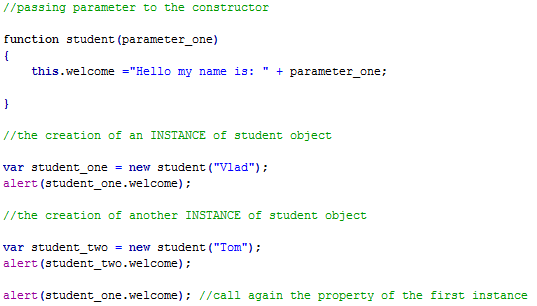 //passing parameter to the constructor
function student(parameter_one)
{
this.welcome ="Hello my name is: " + parameter_one;
}
//the creation of an INSTANCE of student object
var student_one = new student("Vlad");
alert(student_one.welcome);
//the creation of another INSTANCE of student object
var student_two = new student("Tom");
alert(student_two.welcome);
alert(student_one.welcome); //call again the property of the first instance